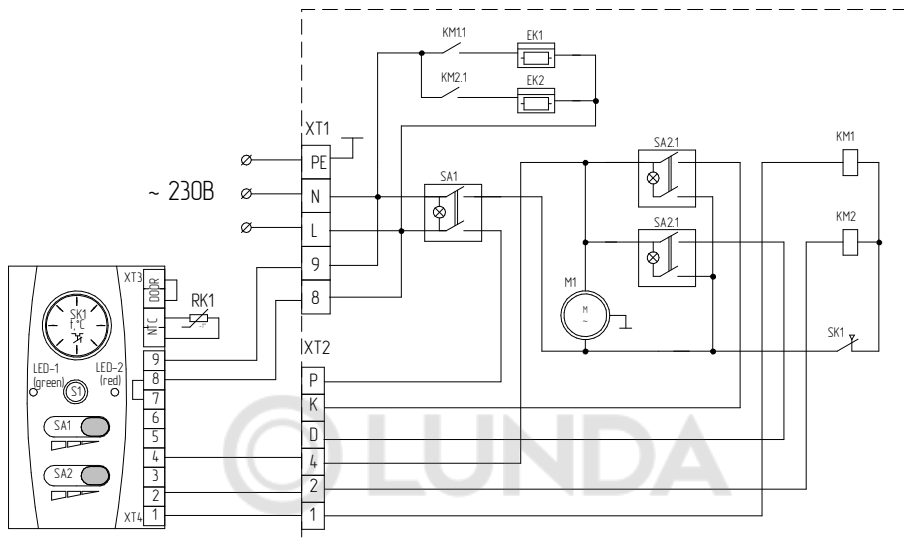 KM1.1
EK1
KM2.1
EK2
XT1
PE
N
L
9
8
~ 230В
SA1
SA2.1
SA2.1
KM1
KM2
M1
M
~
SK1
XT3
DOOR
NTC
RK1
-t°
SK1
t,°C
LED-1
(green)
LED-2
(red)
S1
SA1
SA2
9
8
7
6
5
4
3
2
1
XT4
XT2
P
K
D
4
2
1
LUNDA